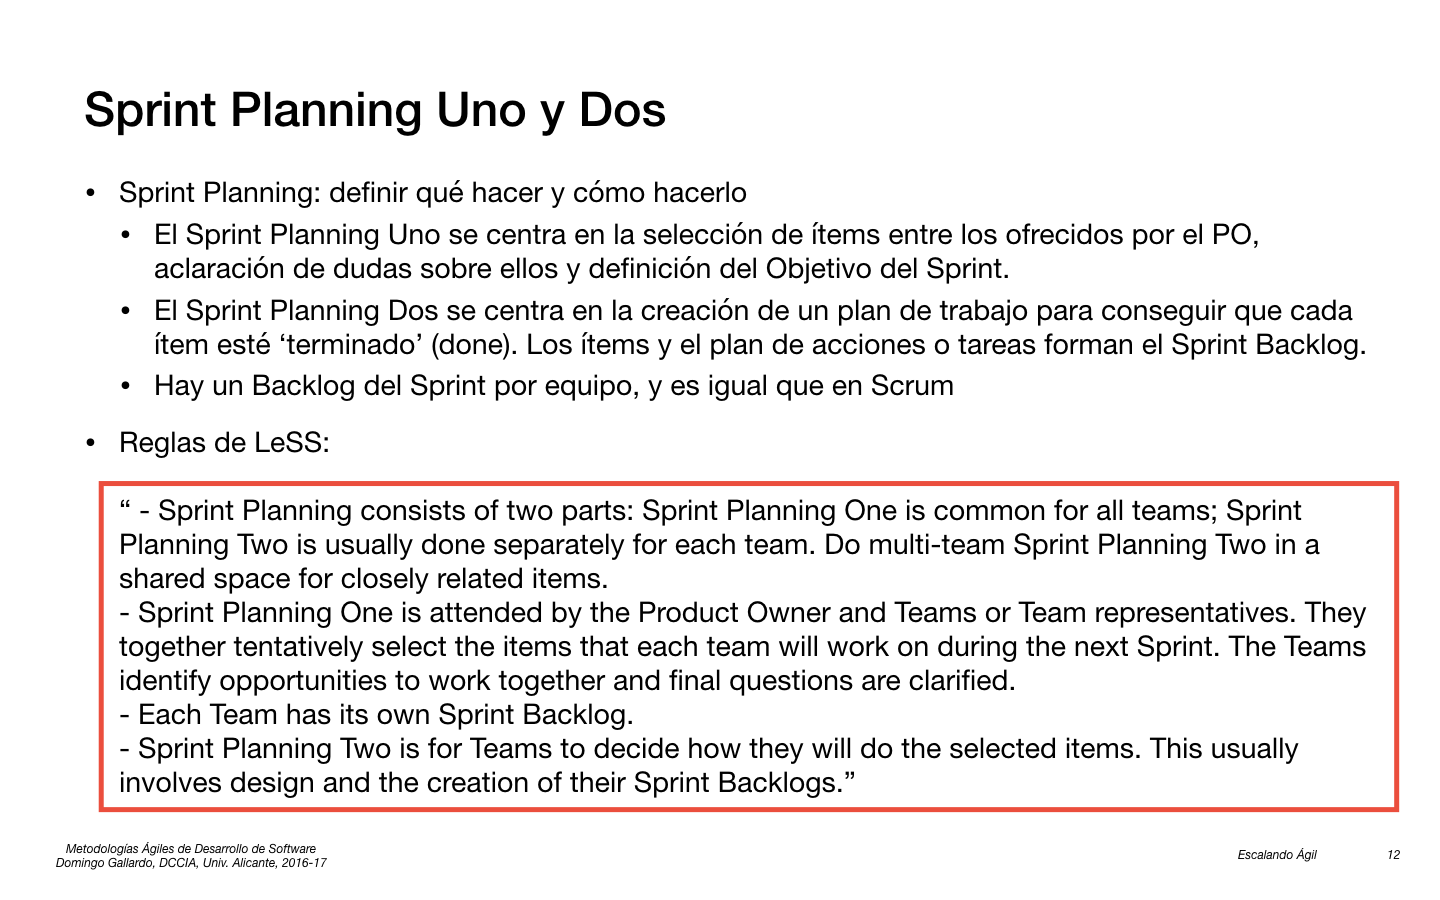 Sprint Planning Uno y Dos
• Sprint Planning: definir qué hacer y cómo hacerlo
• El Sprint Planning Uno se centra en la selección de ítems entre los ofrecidos por el PO,
aclaración de dudas sobre ellos y definición del Objetivo del Sprint.
• El Sprint Planning Dos se centra en la creación de un plan de trabajo para conseguir que cada
ítem esté ‘terminado’ (done). Los ítems y el plan de acciones o tareas forman el Sprint Backlog.
• Hay un Backlog del Sprint por equipo, y es igual que en Scrum
• Reglas de LeSS:
“ - Sprint Planning consists of two parts: Sprint Planning One is common for all teams; Sprint
Planning Two is usually done separately for each team. Do multi-team Sprint Planning Two in a
shared space for closely related items.
- Sprint Planning One is attended by the Product Owner and Teams or Team representatives. They
together tentatively select the items that each team will work on during the next Sprint. The Teams
identify opportunities to work together and final questions are clarified.
- Each Team has its own Sprint Backlog.
- Sprint Planning Two is for Teams to decide how they will do the selected items. This usually
involves design and the creation of their Sprint Backlogs.”
Metodologías Ágiles de Desarrollo de Software
Domingo Gallardo, DCCIA, Univ. Alicante, 2016-17
Escalando Ágil 12